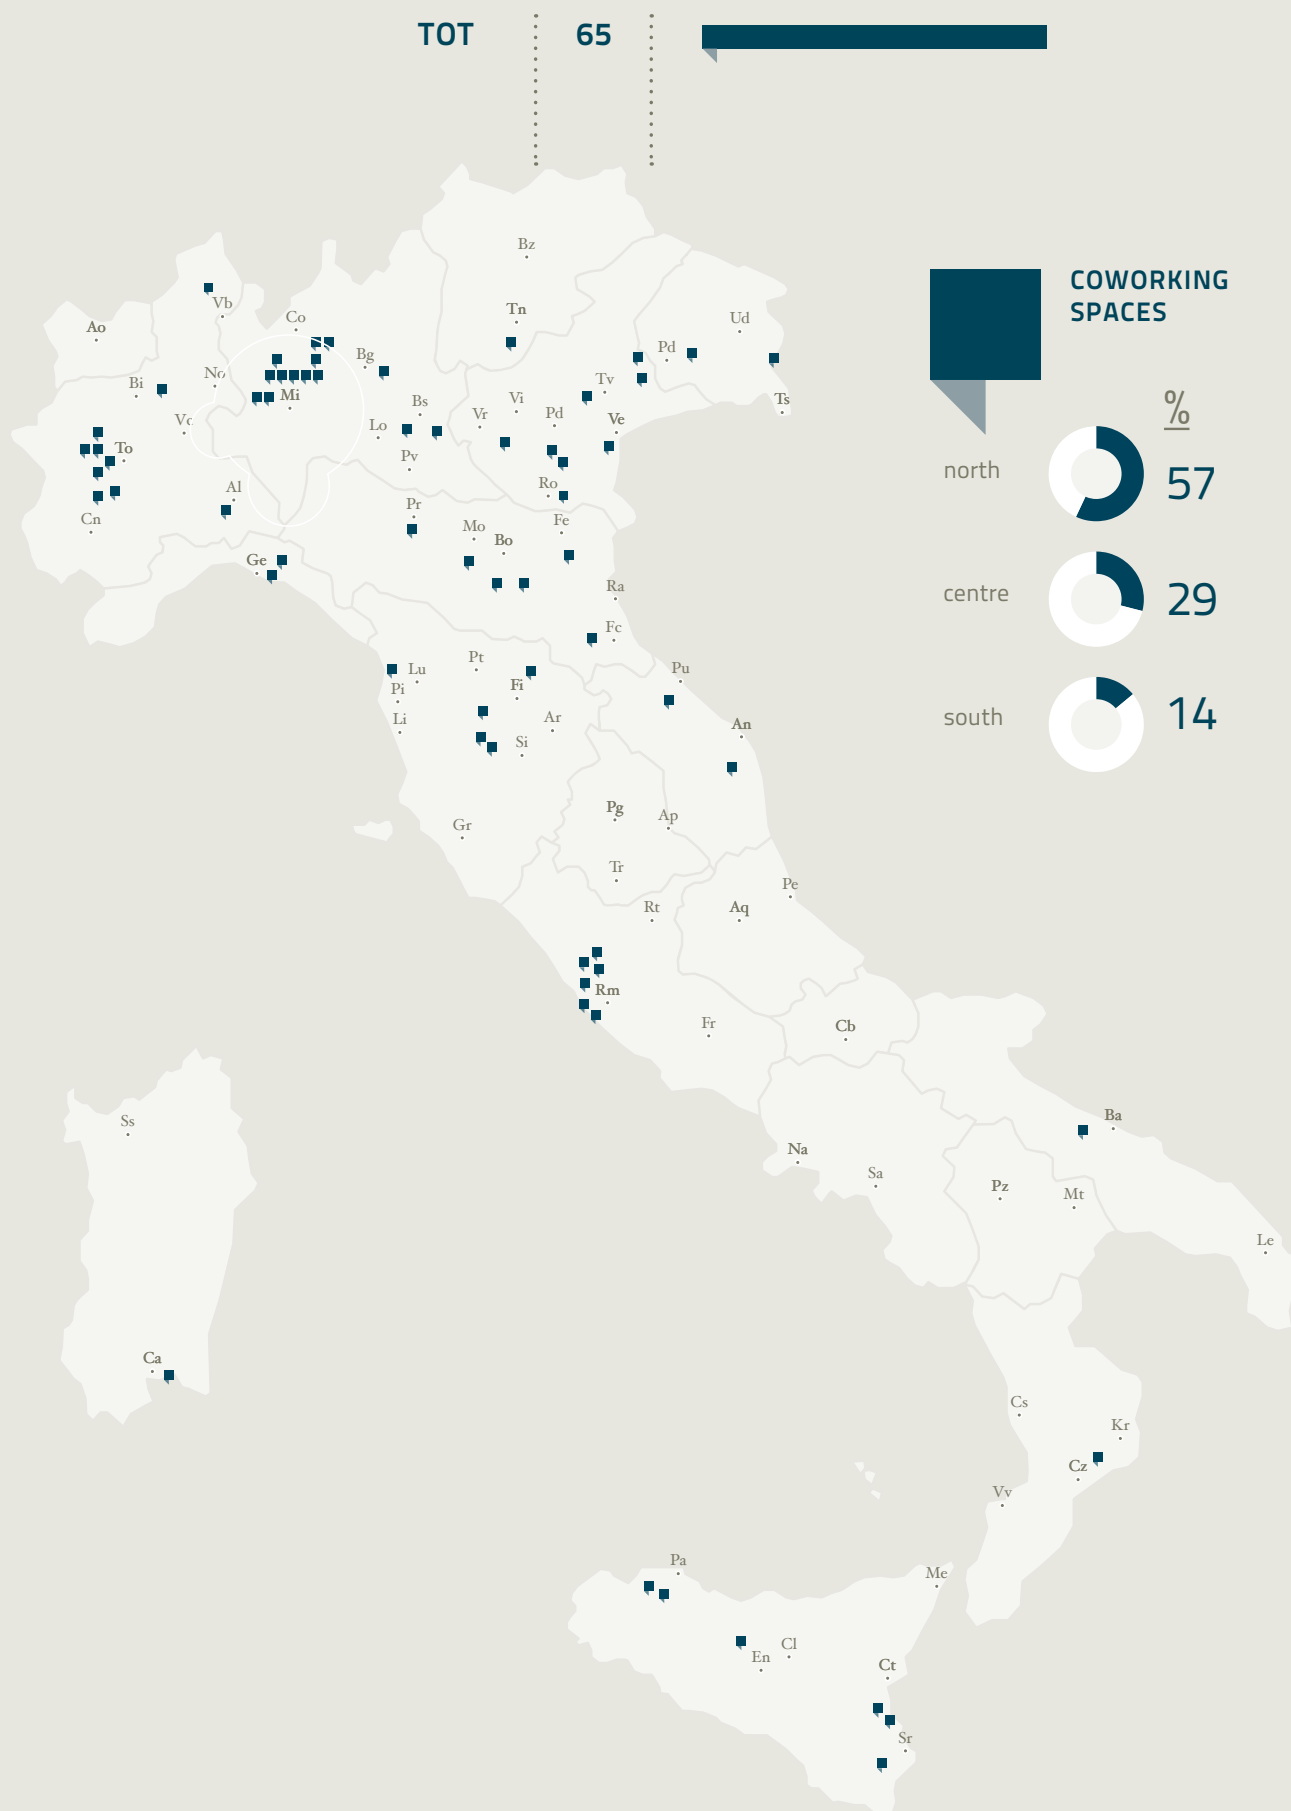 TOT 65
Bz
COWORKING
SPACES
Vb
Tn
Co
Ud
Ao
Bg
Pd
No
Tv
Bi
Mi
Vi
Bs
Ts
%
Vr
Pd
Ve
Lo
To
Pv
north 57
Ro
Al
Pr
Cn
Fe
Mo
Bo
Ge
Ra
centre 29
Fc
Pt
Lu
Pu
Fi
Pi
south 14
Ar
Li
An
Si
Pg
Ap
Gr
Tr
Pe
Rt
Aq
Rm
Fr
Cb
Ss
Ba
Na
Sa
Pz
Mt
Le
Ca
Cs
Kr
Cz
Vv
Pa
Me
Cl
En
Ct
Sr